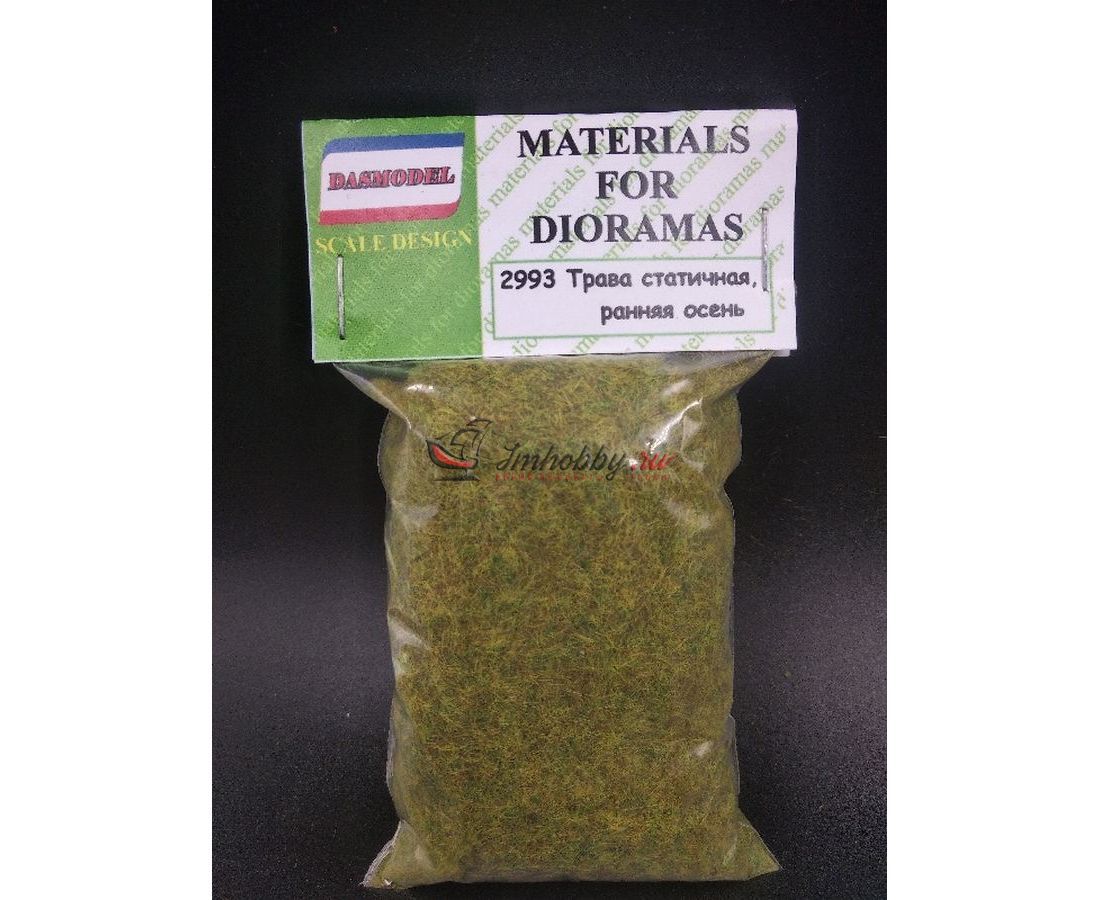 DASMODEL
SCALE DESIGN
MATERIALS
FOR
DIORAMAS
2993 Трава статичная,
ранняя осень
Jmhobby.ru